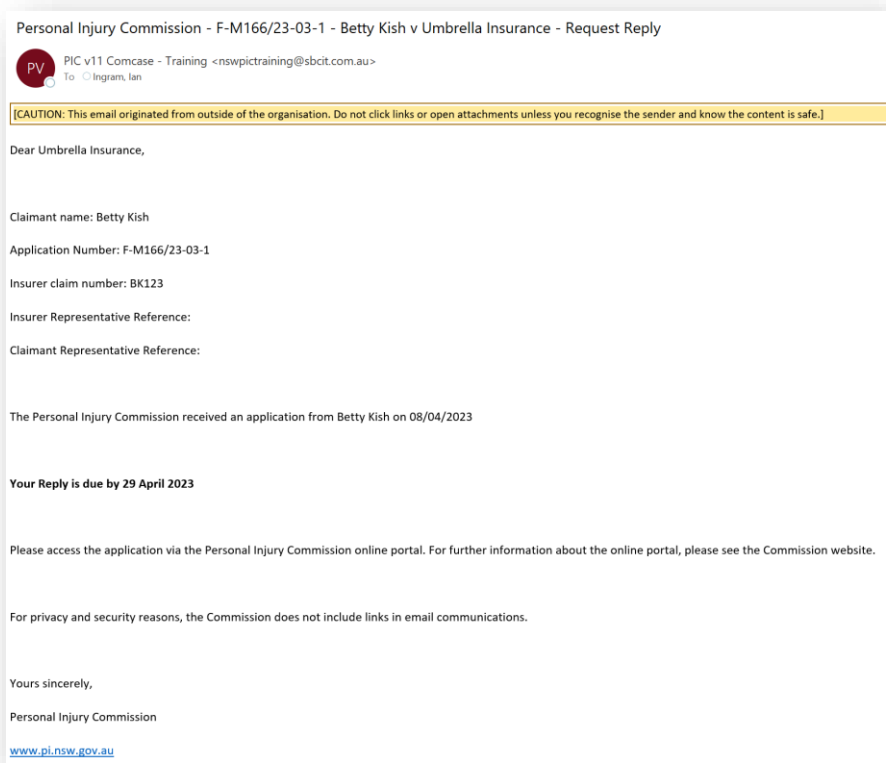 Personal Injury Commission - F-M166/23-03-1 - Betty Kish v Umbrella Insurance - Request Reply
PV
PIC v11 Comcase - Training <nswpictraining@sbcit.com.au>
To Ingram, Ian
[CAUTION: This email originated from outside of the organisation. Do not click links or open attachments unless you recognise the sender and know the content is safe.]
Dear Umbrella Insurance,
Claimant name: Betty Kish
Application Number: F-M166/23-03-1
Insurer claim number: BK123
Insurer Representative Reference:
Claimant Representative Reference:
The Personal Injury Commission received an application from Betty Kish on 08/04/2023
Your Reply is due by 29 April 2023
Please access the application via the Personal Injury Commission online portal. For further information about the online portal, please see the Commission website.
For privacy and security reasons, the Commission does not include links in email communications.
Yours sincerely,
Personal Injury Commission
www.pi.nsw.gov.au